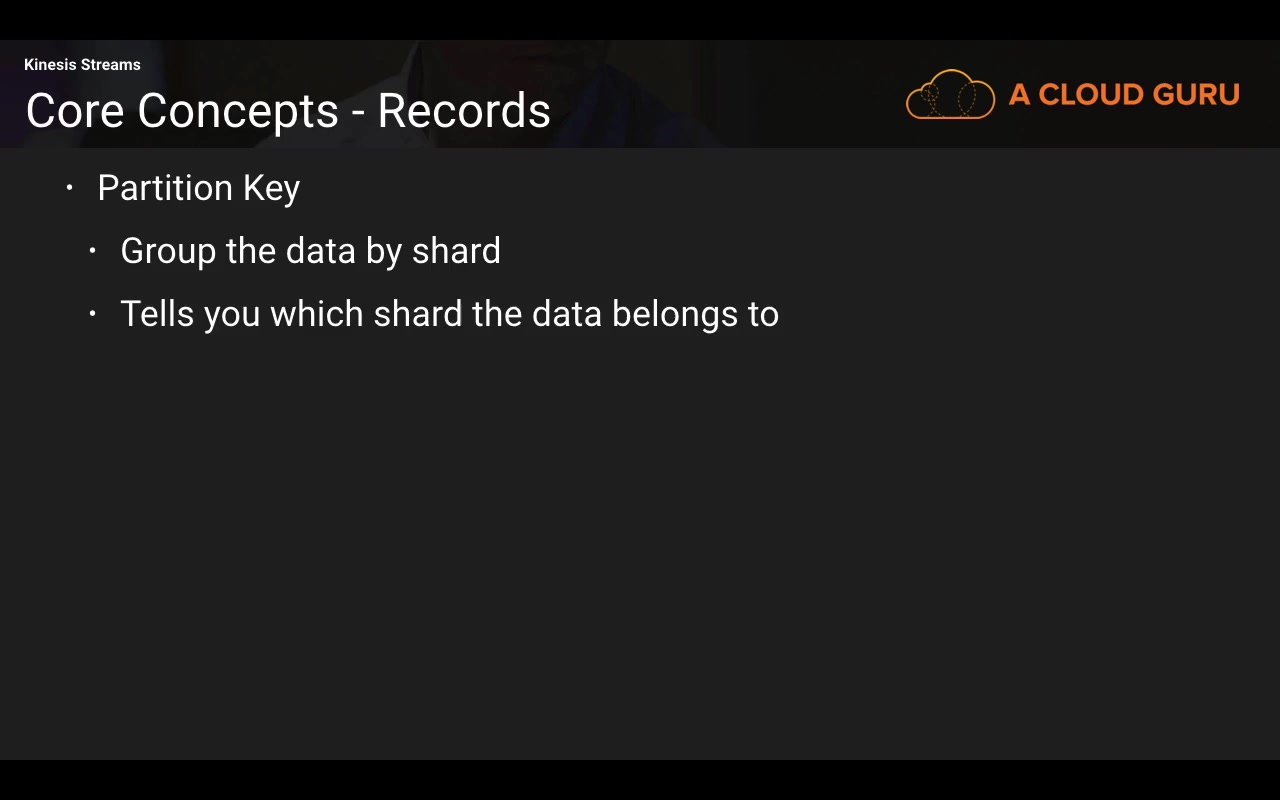 Kinesis Streams
Core Concepts - Records
A CLOUD GURU
• Partition Key
• Group the data by shard
• Tells you which shard the data belongs to